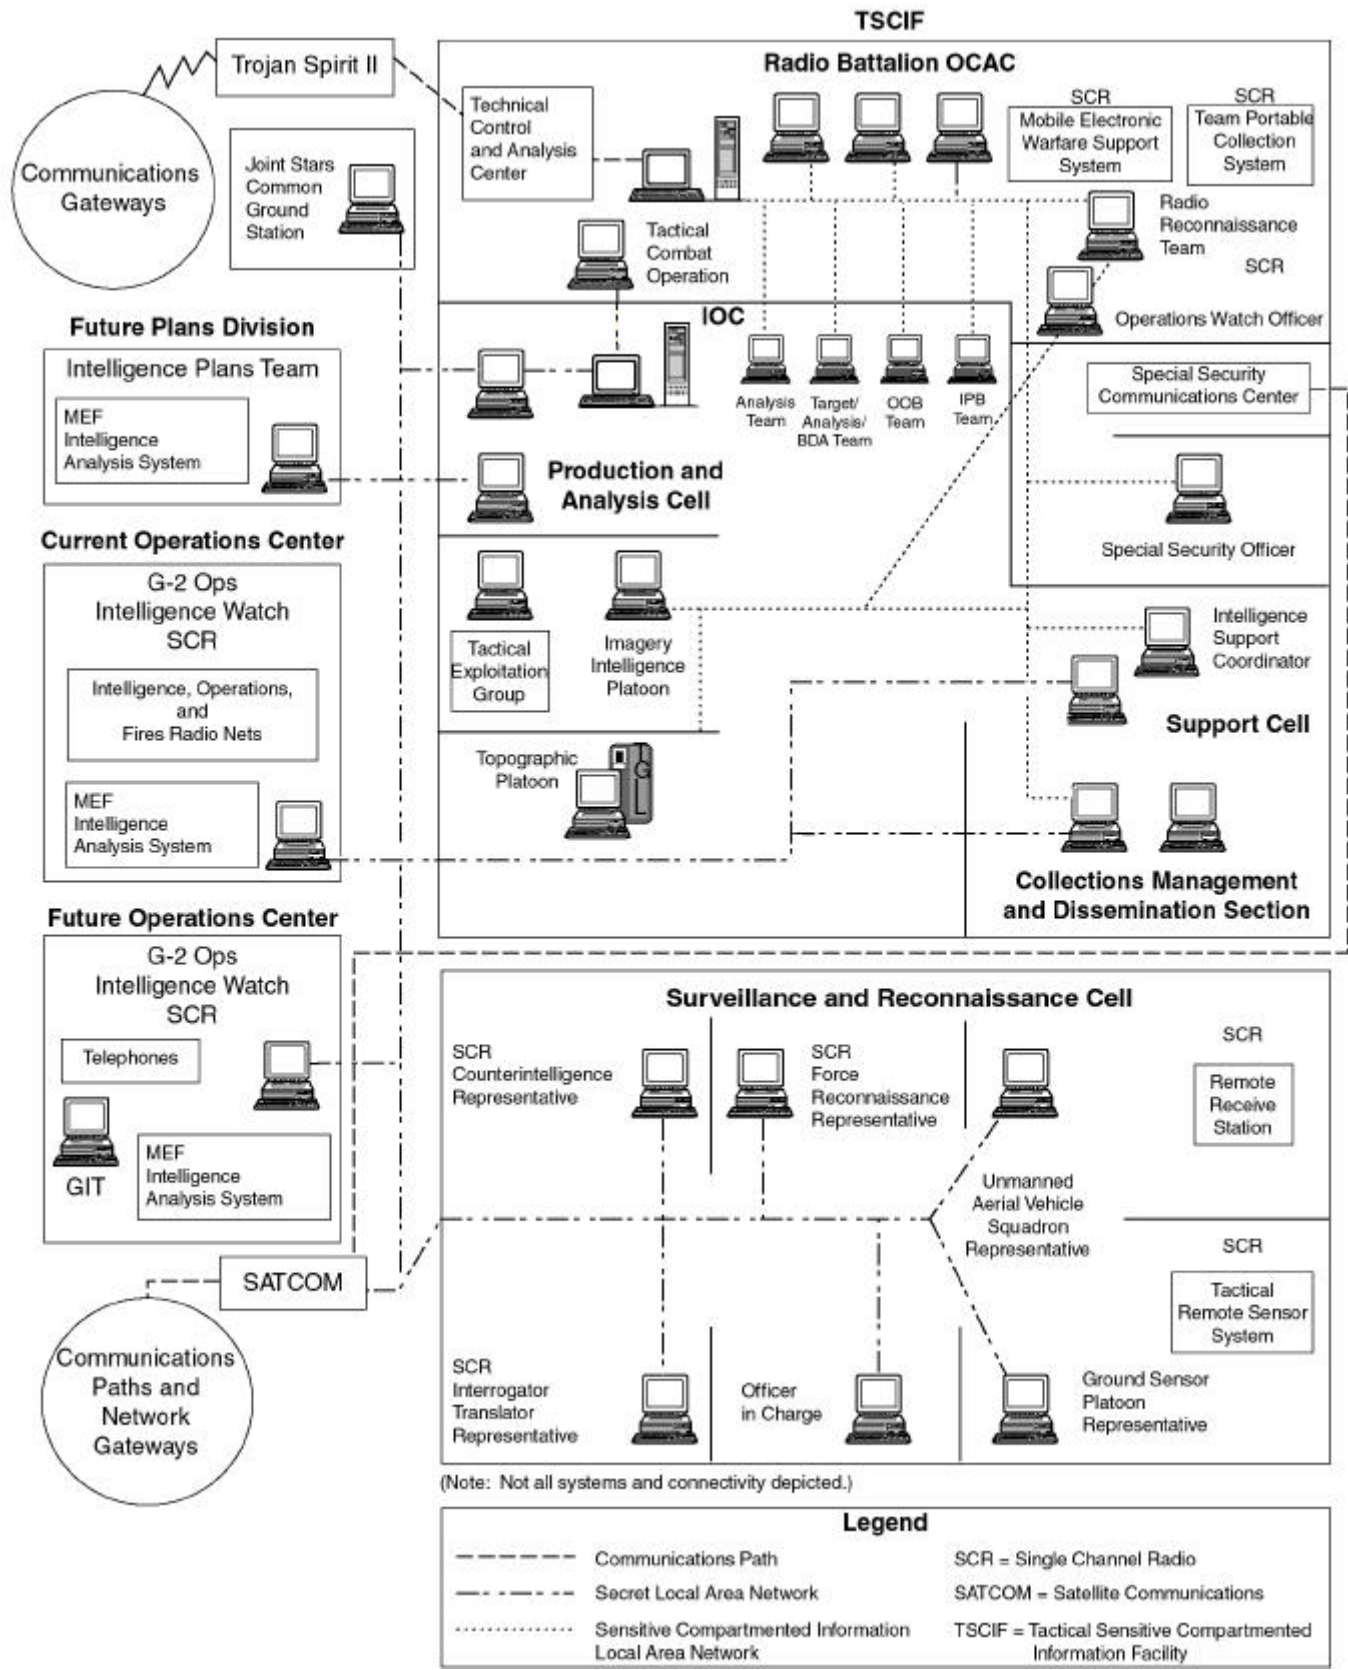 TSCIF
Trojan Spirit II
Communications
Gateways
Joint Stars
Common
Ground
Station
Radio Battalion OCAC
Technical
Control
and Analysis
Center
SCR
Mobile Electronic
Warfare Support
System
SCR
Team Portable
Collection
System
Tactical
Combat
Operation
Radio
Reconnaissance
Team
SCR
Operations Watch Officer
Future Plans Division
Intelligence Plans Team
MEF
Intelligence
Analysis System
IOC
Analysis
Team
Target/
Analysis/
BDA Team
OOB
Team
IPB
Team
Special Security
Communications Center
Production and
Analysis Cell
Special Security Officer
Current Operations Center
G-2 Ops
Intelligence Watch
SCR
Intelligence, Operations,
and
Fires Radio Nets
MEF
Intelligence
Analysis System
Tactical
Exploitation
Group
Imagery
Intelligence
Platoon
Intelligence
Support
Coordinator
Support Cell
Topographic
Platoon
Collections Management
and Dissemination Section
Future Operations Center
G-2 Ops
Intelligence Watch
SCR
Telephones
GIT
MEF
Intelligence
Analysis System
SATCOM
Communications
Paths and
Network
Gateways
Surveillance and Reconnaissance Cell
SCR
Counterintelligence
Representative
SCR
Force
Reconnaissance
Representative
SCR
Remote
Receive
Station
Unmanned
Aerial Vehicle
Squadron
Representative
SCR
Tactical
Remote Sensor
System
SCR
Interrogator
Translator
Representative
Officer
in Charge
Ground Sensor
Platoon
Representative
(Note: Not all systems and connectivity depicted.)
Legend
Communications Path
SCR = Single Channel Radio
Secret Local Area Network
SATCOM = Satellite Communications
Sensitive Compartmented Information
Local Area Network
TSCIF = Tactical Sensitive Compartmented
Information Facility